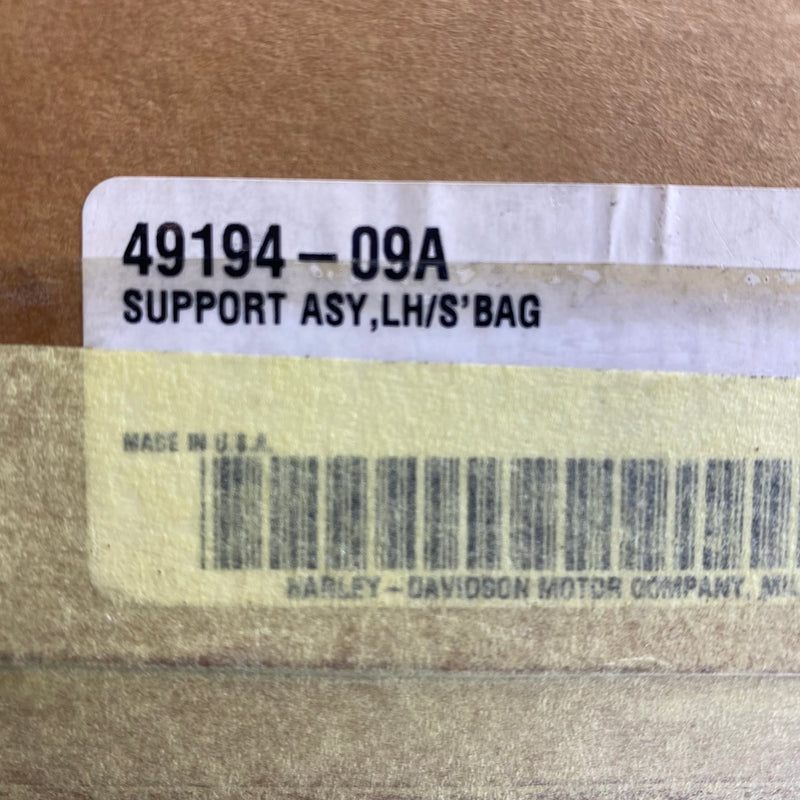 49194-09A
SUPPORT ASY,LH/S'BAG
MADE IN U.S.A.
HARLEY-DAVIDSON MOTOR COMPANY,